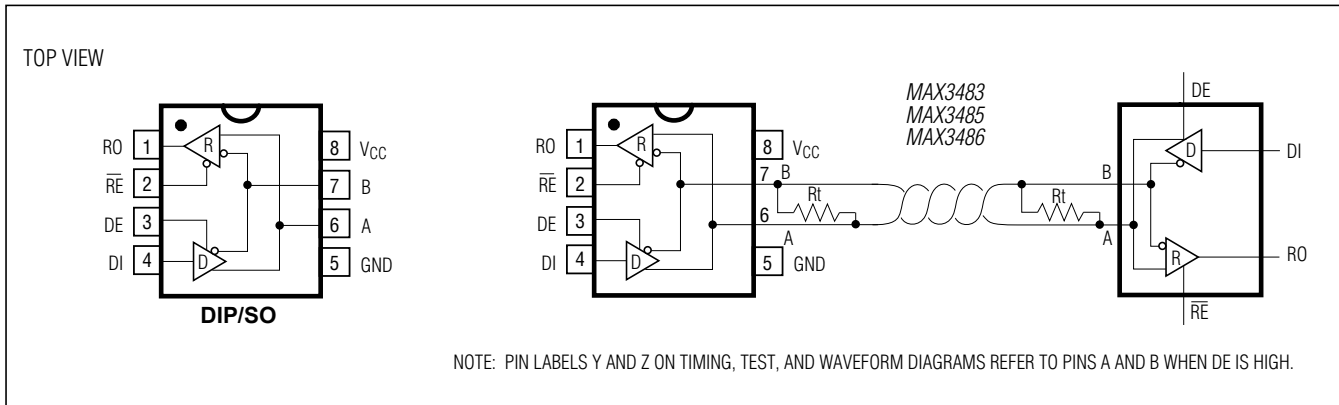 TOP VIEW
RO 1
RE 2
DE 3
DI 4
8 VCC
7 B
6 A
5 GND
R
D
DIP/SO
RO 1
RE 2
DE 3
DI 4
8 VCC
7
6
5 GND
R
D
B
A
Rt
MAX3483
MAX3485
MAX3486
Rt
B
A
DE
D
DI
R
RO
RE
NOTE: PIN LABELS Y AND Z ON TIMING, TEST, AND WAVEFORM DIAGRAMS REFER TO PINS A AND B WHEN DE IS HIGH.